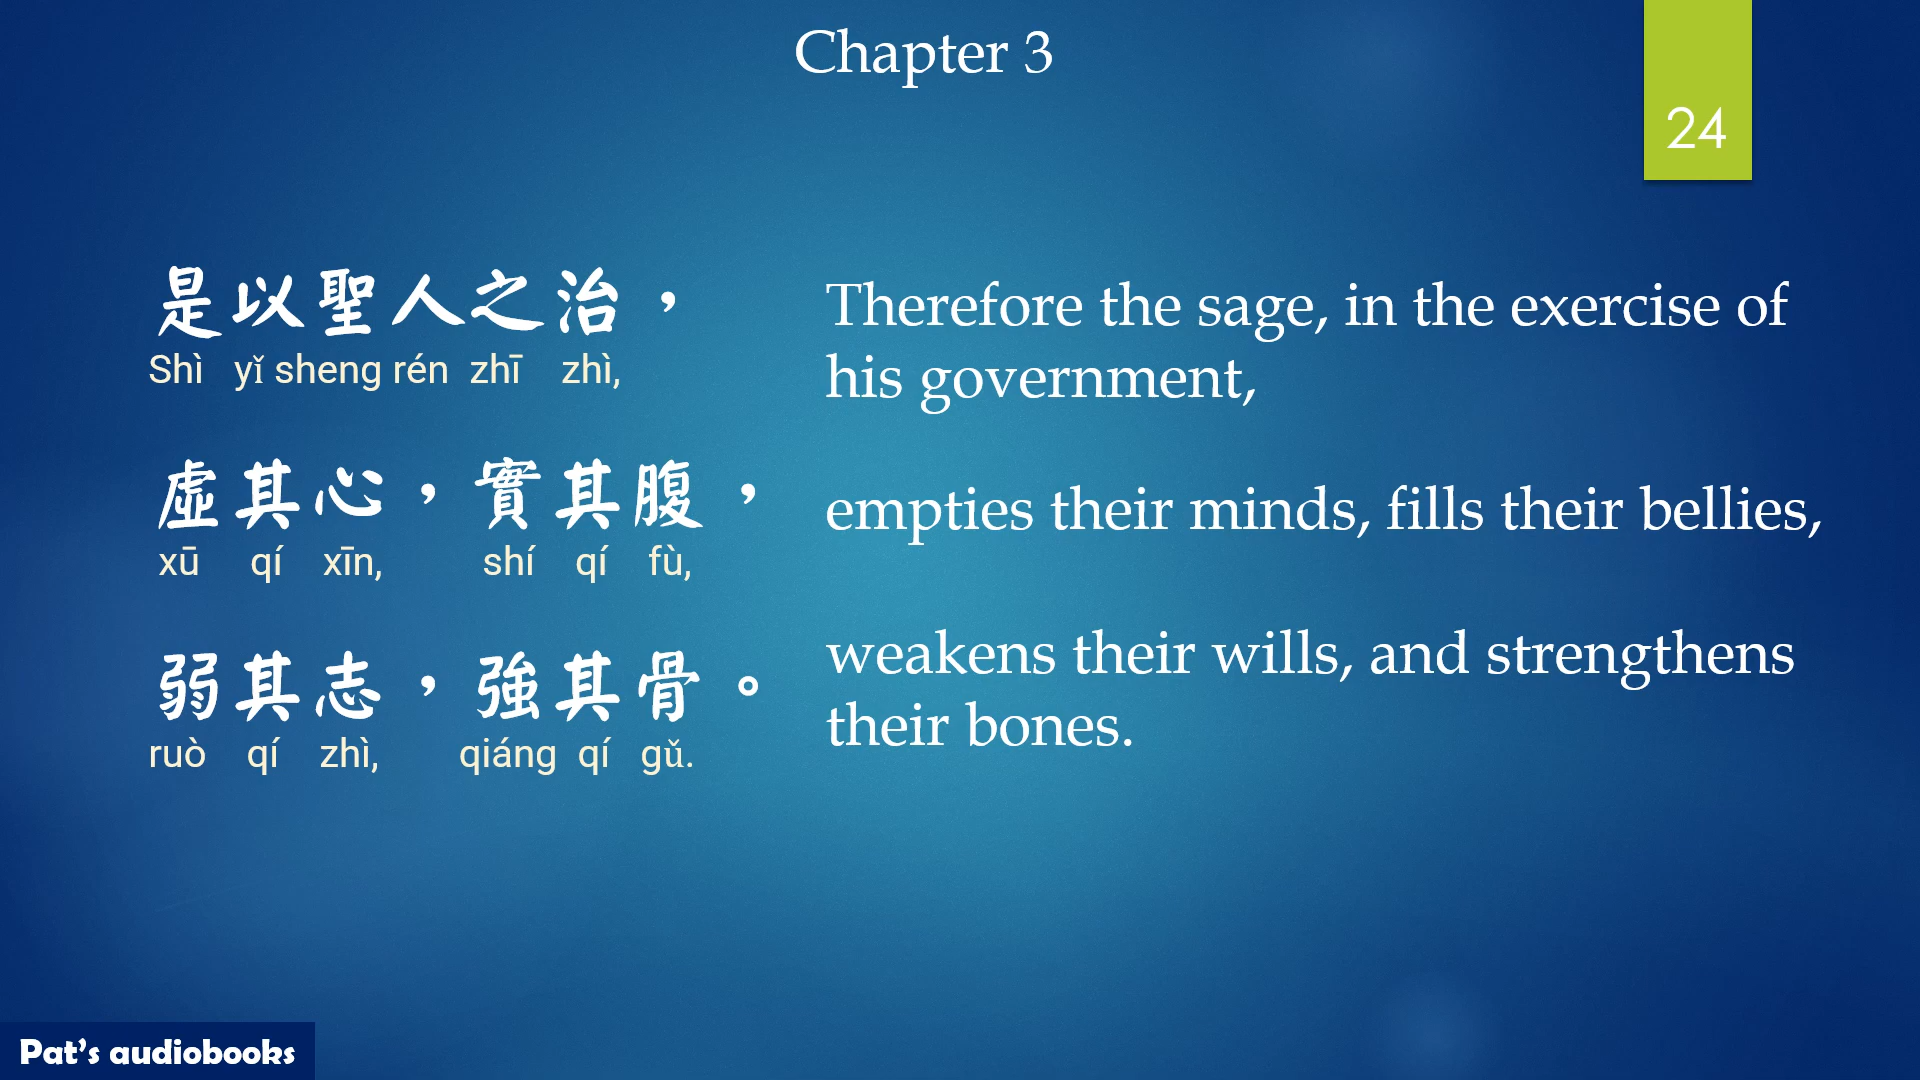 Chapter 3
24
是以聖人之治，
Shì yǐ sheng rén zhī zhì,
虛其心，實其腹，
xū qí xīn, shí qí fù,
弱其志，強其骨。
ruò qí zhì, qiáng qí gǔ.
Therefore the sage, in the exercise of
his government,
empties their minds, fills their bellies,
weakens their wills, and strengthens
their bones.
Pat's audiobooks